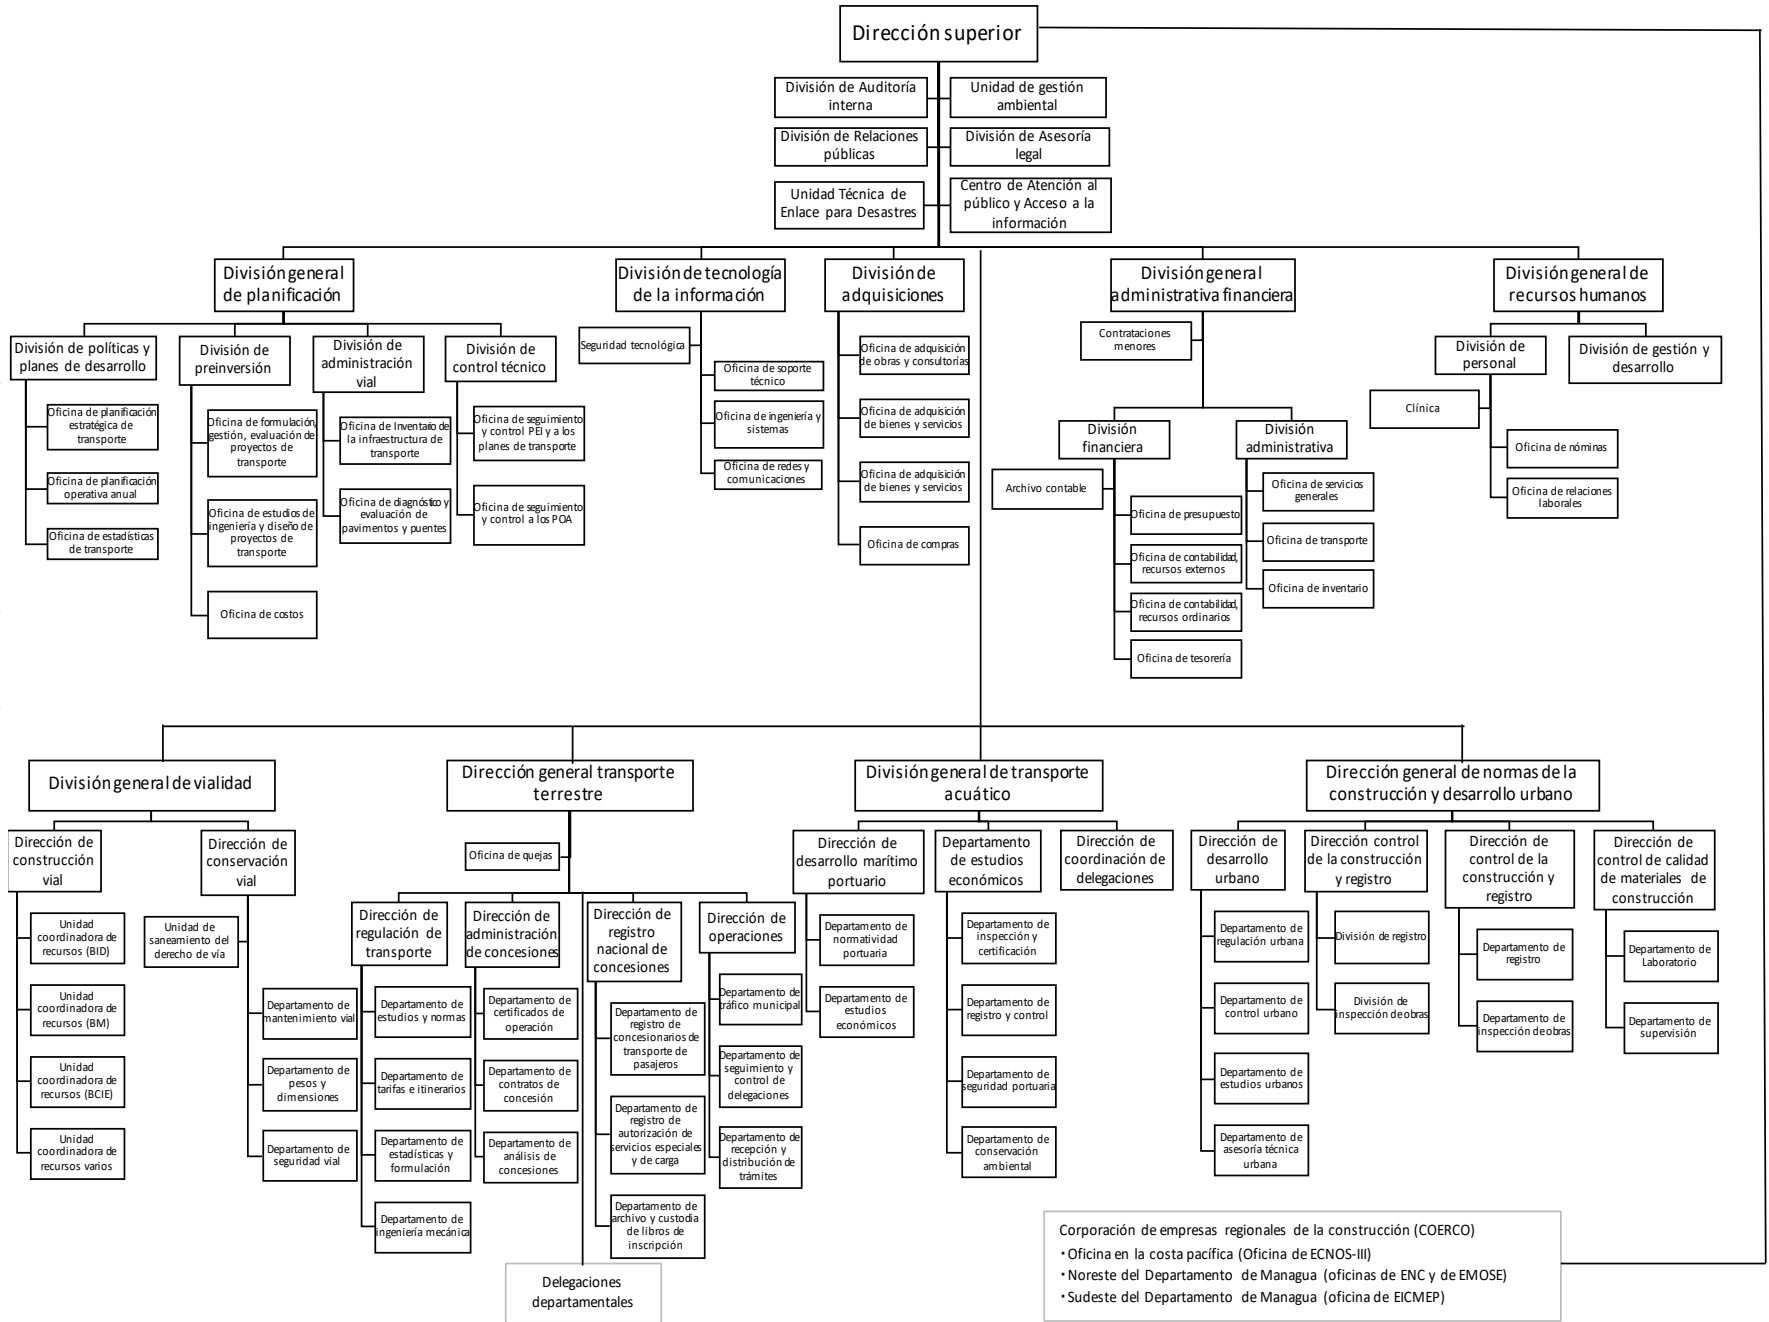 Dirección superior
División de Auditoría
interna
Unidad de gestión
ambiental
División de Relaciones
públicas
División de Asesoría
legal
Unidad Técnica de
Enlace para Desastres
Centro de Atención al
público y Acceso a la
información
División general
de planificación
División de tecnología
de la información
División de
adquisiciones
División general
administrativa financiera
División general de
recursos humanos
División de políticas y
planes de desarrollo
División de
preinversión
División de
administración
vial
División de
control técnico
Oficina de planificación
estratégica de
transporte
Oficina de planificación
operativa anual
Oficina de estadísticas
de transporte
Oficina de formulación,
gestión, evaluación de
proyectos de
transporte
Oficina de estudios de
ingeniería y diseño de
proyectos de
transporte
Oficina de costos
Oficina de Inventario de
la infraestructura de
transporte
Oficina de diagnóstico y
evaluación de
pavimentos y puentes
Oficina de seguimiento
y control PEI y a los
planes de transporte
Oficina de seguimiento
y control a los POA
Seguridad tecnológica
Oficina de soporte
técnico
Oficina de ingeniería y
sistemas
Oficina de redes y
comunicaciones
Oficina de adquisición
de obras y consultorías
Oficina de adquisición
de bienes y servicios
Oficina de adquisición
de bienes y servicios
Oficina de compras
Contrataciones
menores
División
financiera
División
administrativa
Archivo contable
Oficina de presupuesto
Oficina de contabilidad,
recursos externos
Oficina de contabilidad,
recursos ordinarios
Oficina de tesorería
Oficina de servicios
generales
Oficina de transporte
Oficina de inventario
División de
personal
División de gestión y
desarrollo
Clínica
Oficina de nóminas
Oficina de relaciones
laborales
División general de vialidad
Dirección general transporte
terrestre
División general de transporte
acuático
Dirección general de normas de la
construcción y desarrollo urbano
Dirección de
construcción
vial
Dirección de
conservación
vial
Unidad
coordinadora de
recursos (BID)
Unidad
coordinadora de
recursos (BM)
Unidad
coordinadora de
recursos (BCIE)
Unidad
coordinadora de
recursos varios
Unidad de
saneamiento del
derecho de vía
Departamento de
mantenimiento vial
Departamento de
pesos y
dimensiones
Departamento de
seguridad vial
Oficina de quejas
Dirección de
regulación de
transporte
Dirección de
administración
de concesiones
Dirección de
registro
nacional de
concesiones
Dirección de
operaciones
Departamento de
estudios y normas
Departamento de
tarifas e itinerarios
Departamento de
estadísticas y
formulación
Departamento de
ingeniería mecánica
Departamento de
certificados de
operación
Departamento de
contratos de
concesión
Departamento de
análisis de
concesiones
Departamento de
registro de
concesionarios de
transporte de
pasajeros
Departamento de
registro de
autorización de
servicios especiales
y de carga
Departamento de
archivo y custodia
de libros de
inscripción
Departamento de
tráfico municipal
Departamento de
seguimiento y
control de
delegaciones
Departamento de
recepción y
distribución de
trámites
Delegaciones
departamentales
Dirección de
desarrollo marítimo
portuario
Departamento
de estudios
económicos
Dirección de
coordinación de
delegaciones
Departamento de
normatividad
portuaria
Departamento de
estudios
económicos
Departamento de
inspección y
certificación
Departamento de
registro y control
Departamento de
seguridad portuaria
Departamento de
conservación
ambiental
Dirección de
desarrollo
urbano
Dirección control
de la construcción
y registro
Dirección de
control de la
construcción y
registro
Dirección de
control de calidad
de materiales de
construcción
Departamento de
regulación urbana
Departamento de
control urbano
Departamento de
estudios urbanos
Departamento de
asesoría técnica
urbana
División de registro
División de
inspección de obras
Departamento de
registro
Departamento de
inspección de obras
Departamento de
Laboratorio
Departamento de
supervisión
Corporación de empresas regionales de la construcción (COERCO)
・Oficina en la costa pacífica (Oficina de ECNOS-III)
・Noreste del Departamento de Managua (oficinas de ENC y de EMOSE)
・Sudeste del Departamento de Managua (oficina de EICMEP)